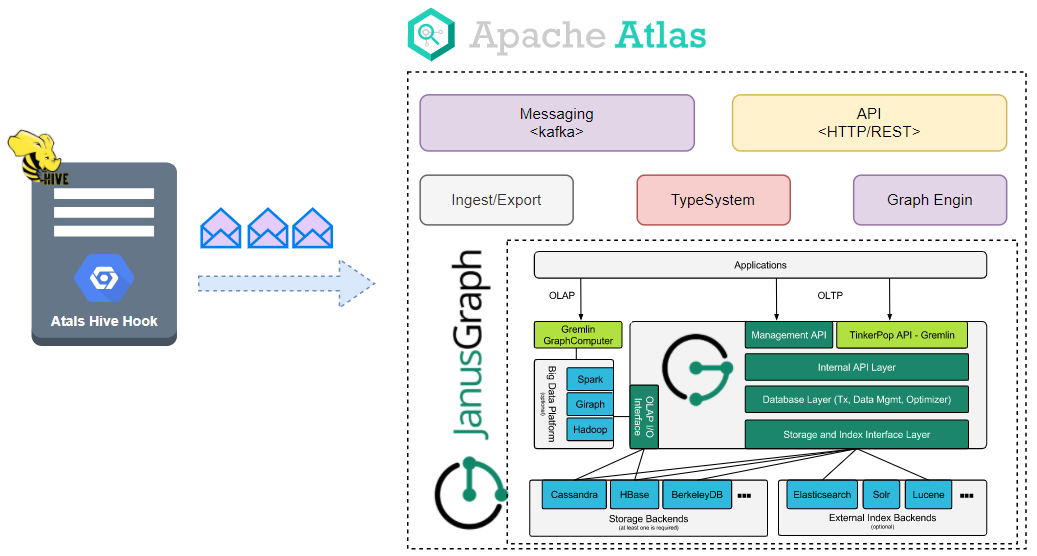 Apache Atlas
Messaging
<kafka>
API
<HTTP/REST>
Ingest/Export
TypeSystem
Graph Engin
HIVE
Atals Hive Hook
JanusGraph
Applications
OLAP
OLTP
Gremlin
GraphComputer
Management API
TinkerPop API - Gremlin
Internal API Layer
Big Data Platform
(optional)
Spark
Giraph
Hadoop
OLAP I/O
Interface
Database Layer (Tx, Data Mgmt, Optimizer)
Storage and Index Interface Layer
Cassandra
HBase
BerkeleyDB
Storage Backends
(at least one is required)
Elasticsearch
Solr
Lucene
External Index Backends
(optional)